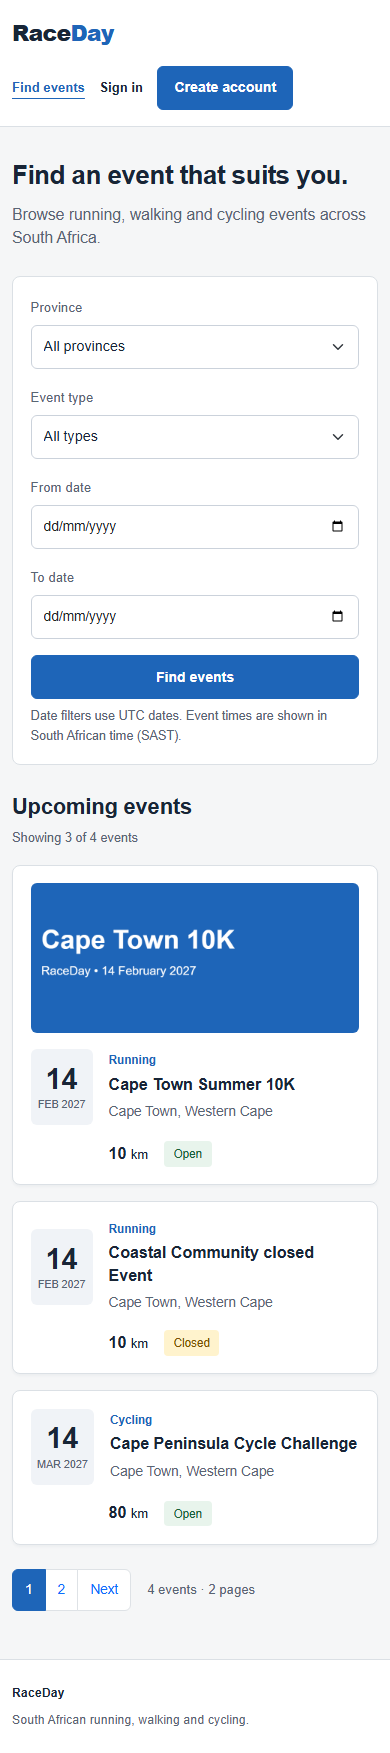 RaceDay
Find events Sign in Create account
Find an event that suits you.
Browse running, walking and cycling events across
South Africa.
Province
All provinces
Event type
All types
From date
dd/mm/yyyy
To date
dd/mm/yyyy
Find events
Date filters use UTC dates. Event times are shown in
South African time (SAST).
Upcoming events
Showing 3 of 4 events
Cape Town 10K
RaceDay • 14 February 2027
14
FEB 2027
Running
Cape Town Summer 10K
Cape Town, Western Cape
10 km Open
14
FEB 2027
Running
Coastal Community closed
Event
Cape Town, Western Cape
10 km Closed
14
MAR 2027
Cycling
Cape Peninsula Cycle Challenge
Cape Town, Western Cape
80 km Open
1 2 Next 4 events · 2 pages
RaceDay
South African running, walking and cycling.